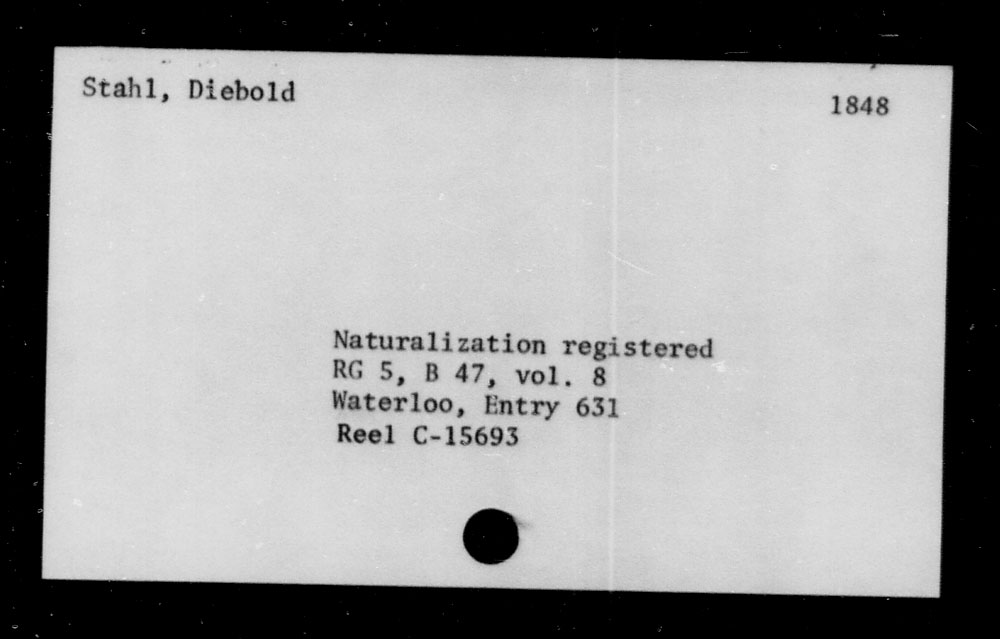 Stahl, Diebold
1848
Naturalization registered
RG 5, B 47, vol. 8
Waterloo, Entry 631
Reel C-15693